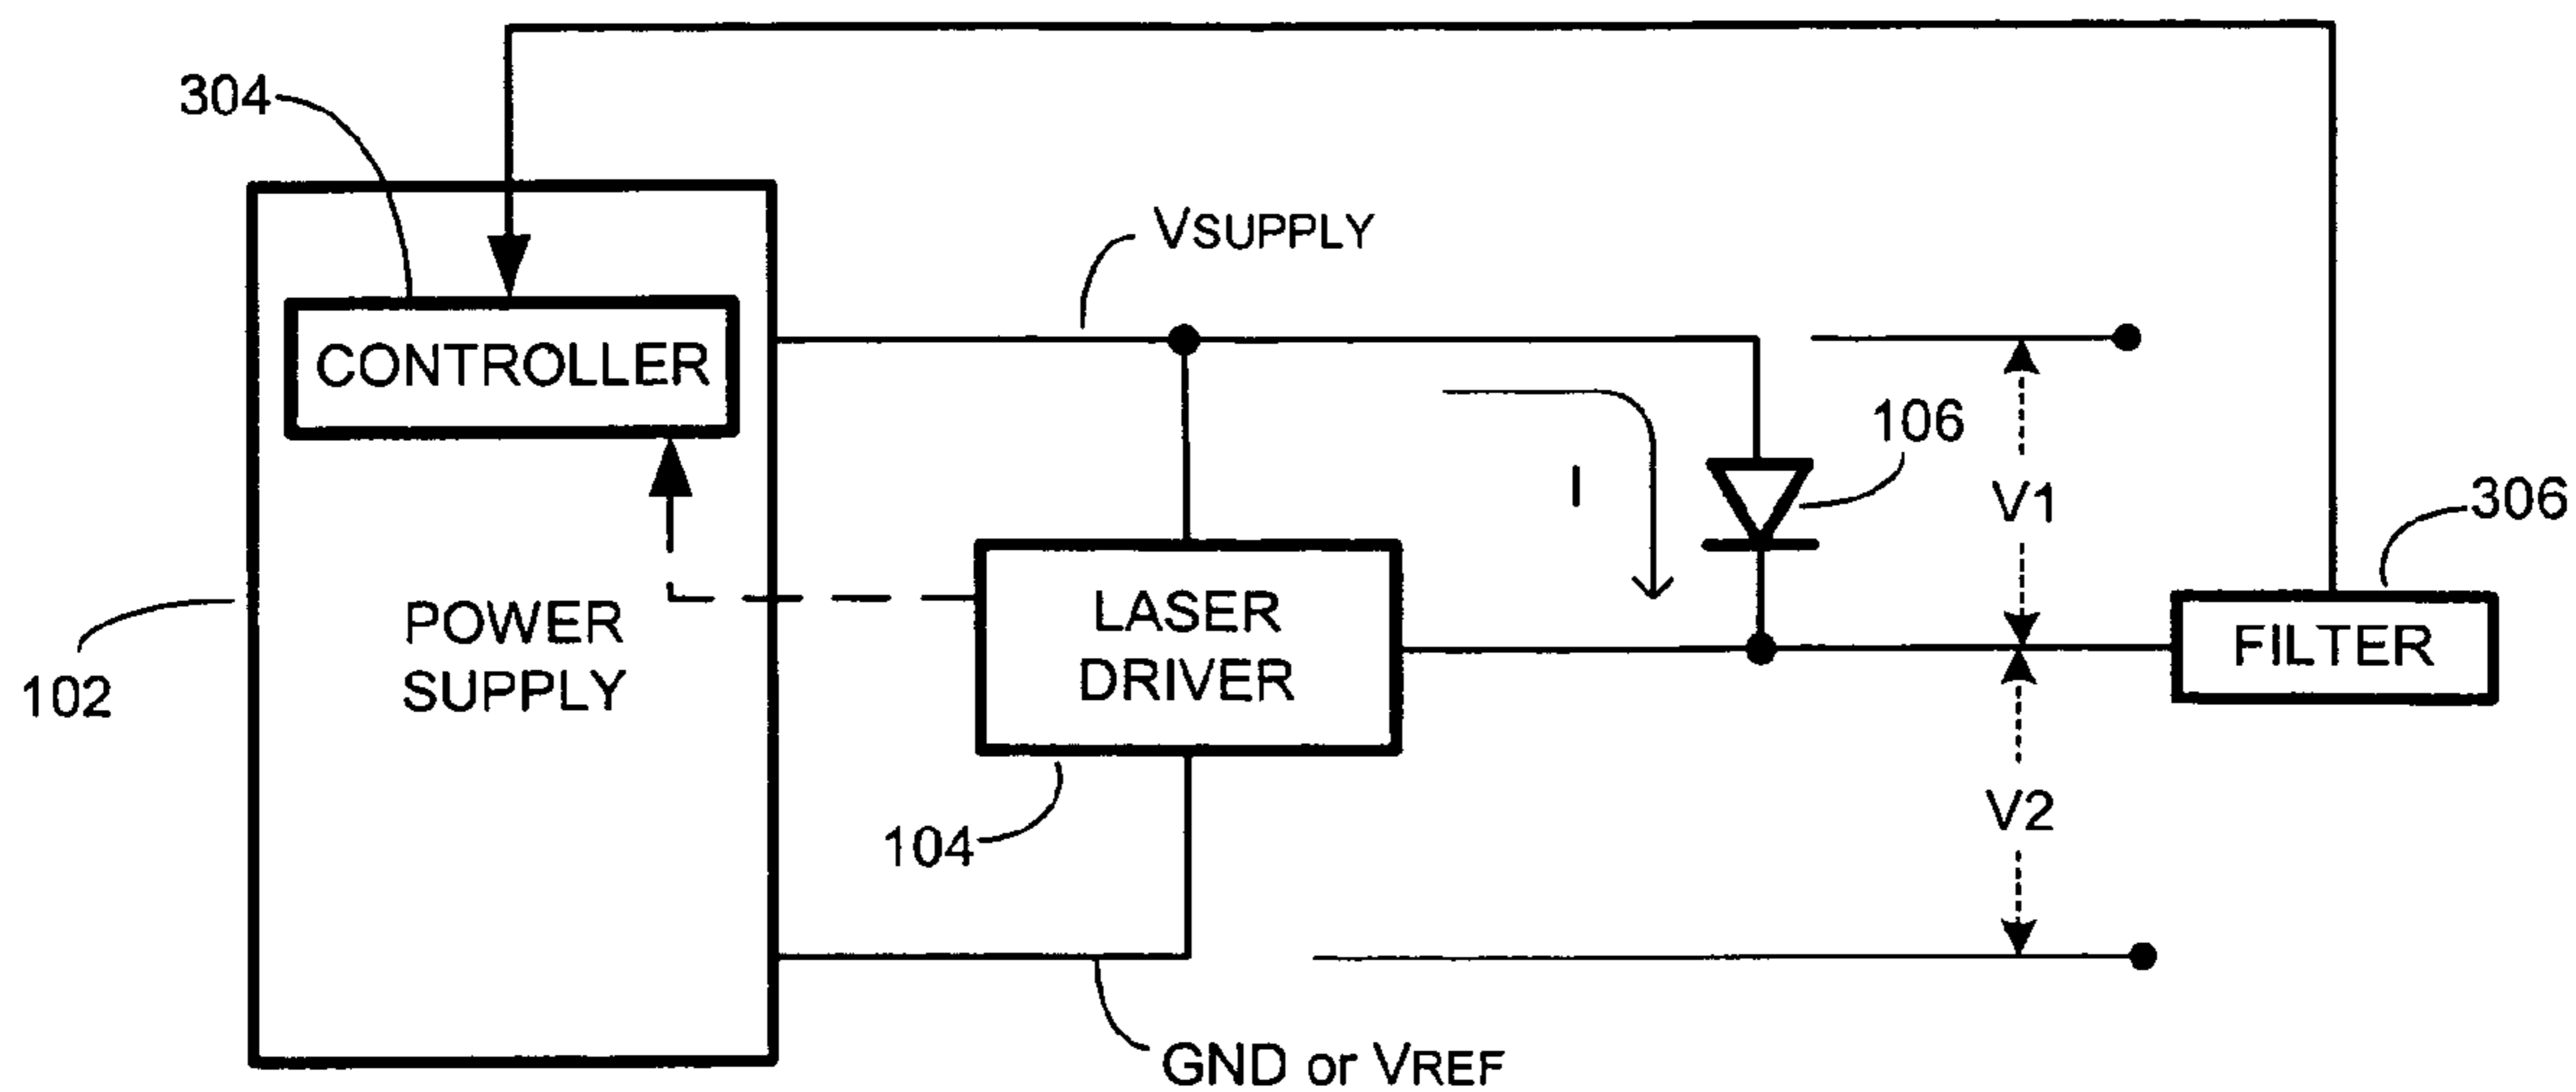 304
VSUPPLY
CONTROLLER
106
I
V1
306
POWER
SUPPLY
LASER
DRIVER
FILTER
102
V2
104
GND or VREF